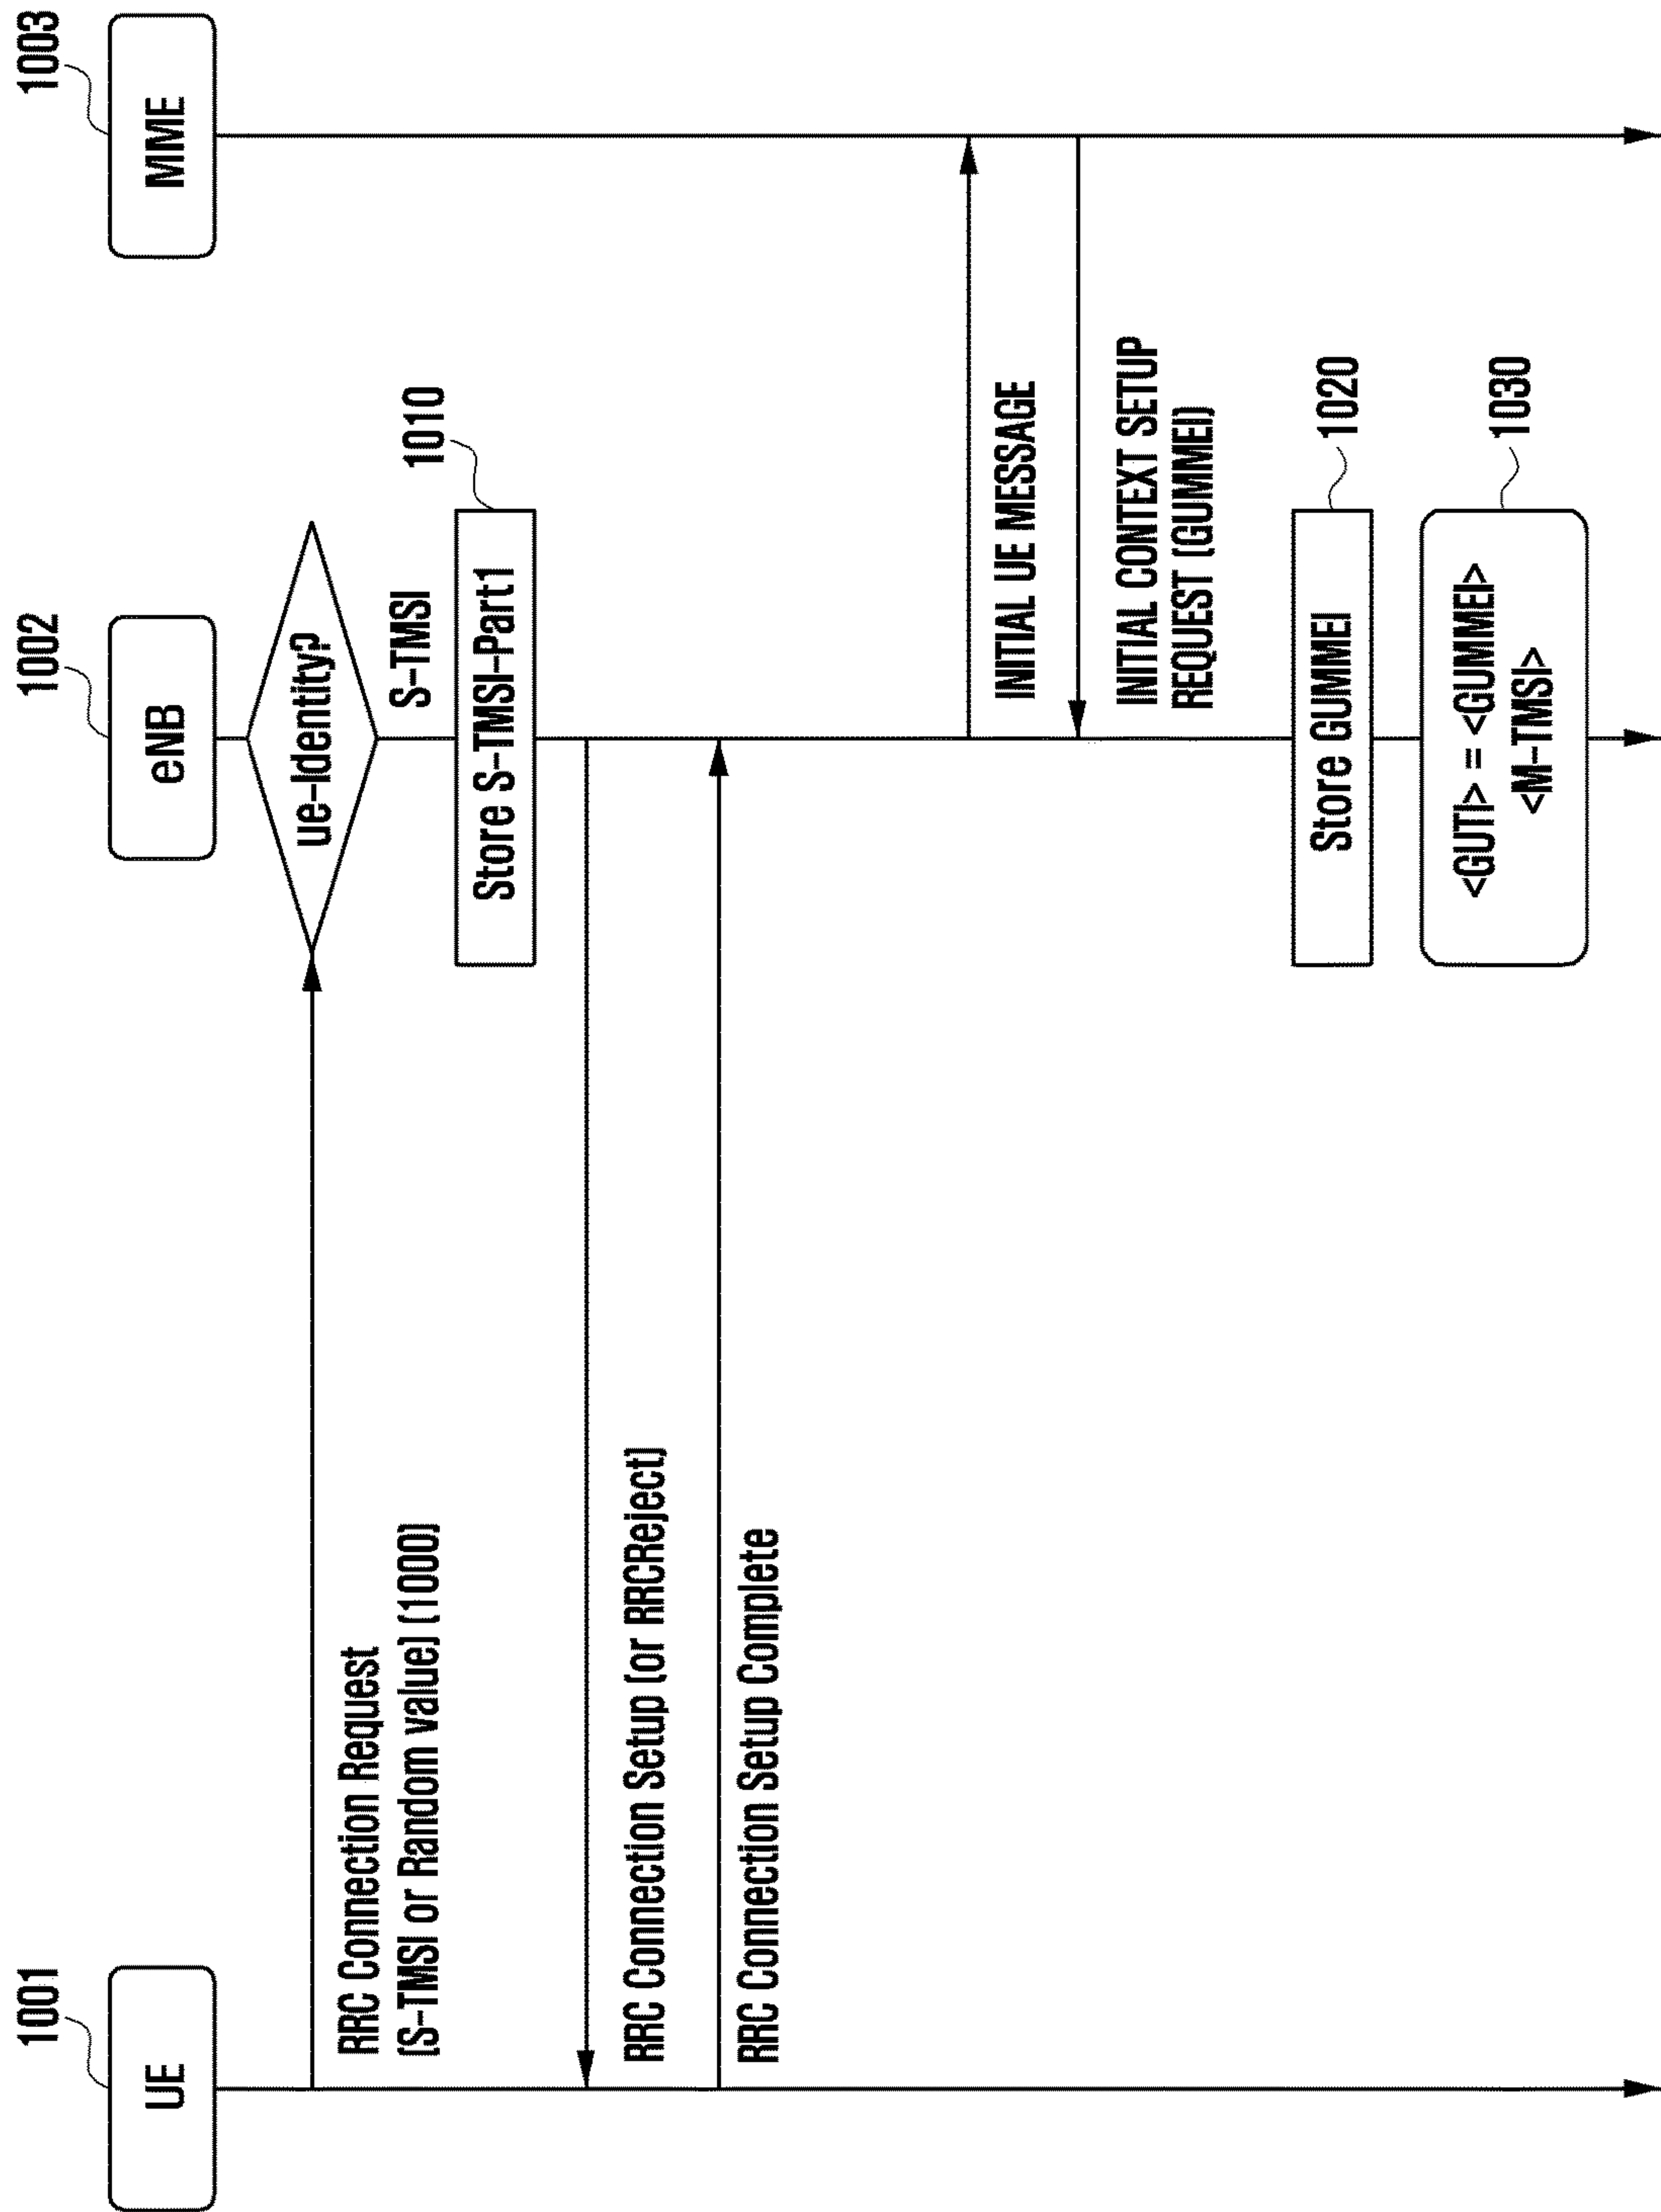 1001
UE
1002
eNB
1003
MME
RRC Connection Request
(S-TMSI or Random value) (1000)
ue-Identity?
S-TMSI
1010
Store S-TMSI-Part1
RRC Connection Setup (or RRCReject)
RRC Connection Setup Complete
INITIAL UE MESSAGE
INITIAL CONTEXT SETUP
REQUEST (GUMMEI)
Store GUMMEI
1020
<GUTI> = <GUMMEI>
<M-TMSI>
1030